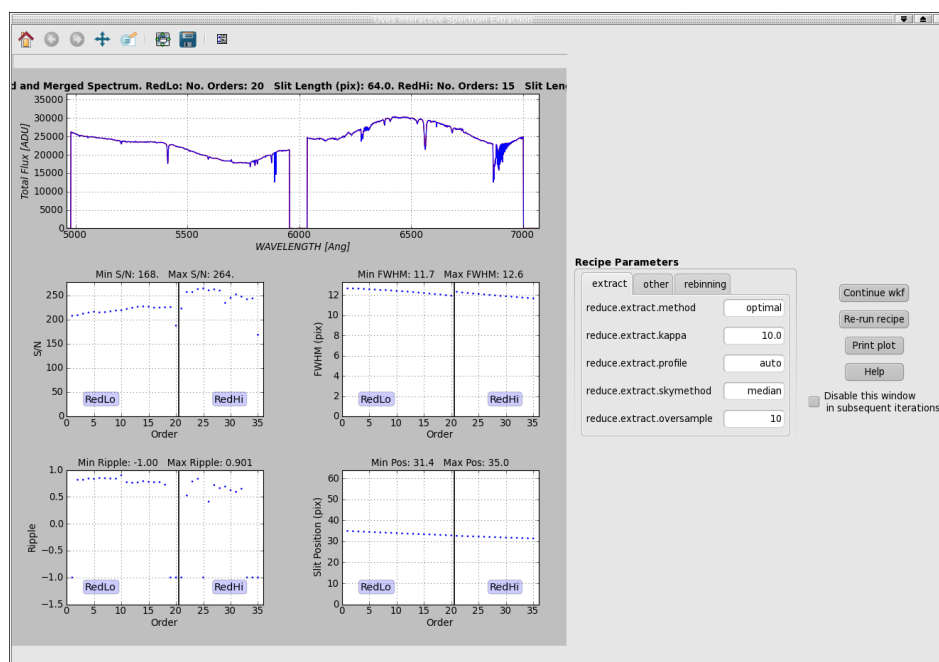 Uves Interactive Spectrum Extraction
d and Merged Spectrum. RedLo: No. Orders: 20 Slit Length (pix): 64.0. RedHi: No. Orders: 15 Slit Len
35000
30000
25000
20000
15000
10000
5000
0
Total Flux [ADU]
5000 5500 6000 6500 7000
WAVELENGTH [Ang]
Min S/N: 168. Max S/N: 264.
250
200
150
100
50
0
S/N
RedLo RedHi
0 5 10 15 20 25 30 35
Order
Min FWHM: 11.7 Max FWHM: 12.6
12
10
8
6
4
2
0
FWHM (pix)
RedLo RedHi
0 5 10 15 20 25 30 35
Order
Min Ripple: -1.00 Max Ripple: 0.901
1.0
0.5
0.0
−0.5
−1.0
−1.5
Ripple
RedLo RedHi
0 5 10 15 20 25 30 35
Order
Min Pos: 31.4 Max Pos: 35.0
60
50
40
30
20
10
0
Slit Position (pix)
RedLo RedHi
0 5 10 15 20 25 30 35
Order
Recipe Parameters
extract other rebinning
reduce.extract.method optimal
reduce.extract.kappa 10.0
reduce.extract.profile auto
reduce.extract.skymethod median
reduce.extract.oversample 10
Continue wkf
Re-run recipe
Print plot
Help
Disable this window
in subsequent iterations